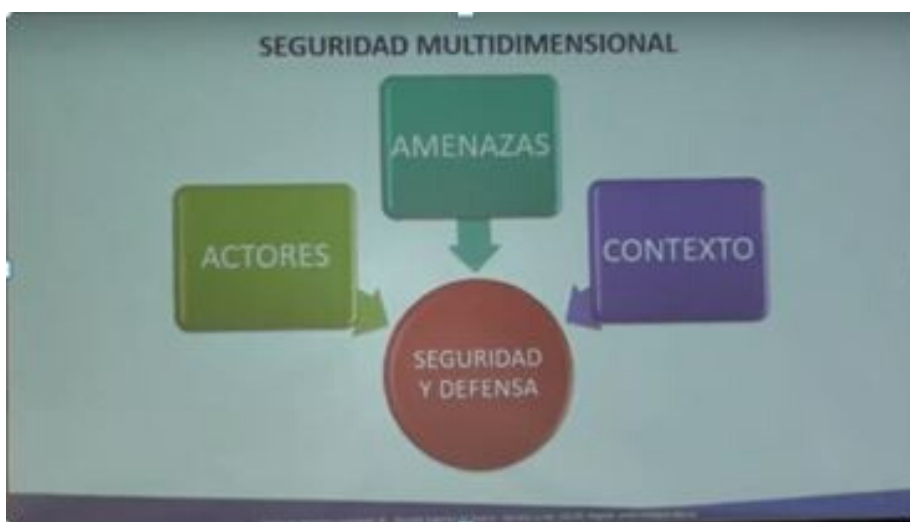 SEGURIDAD MULTIDIMENSIONAL
AMENAZAS
ACTORES
CONTEXTO
SEGURIDAD
Y DEFENSA